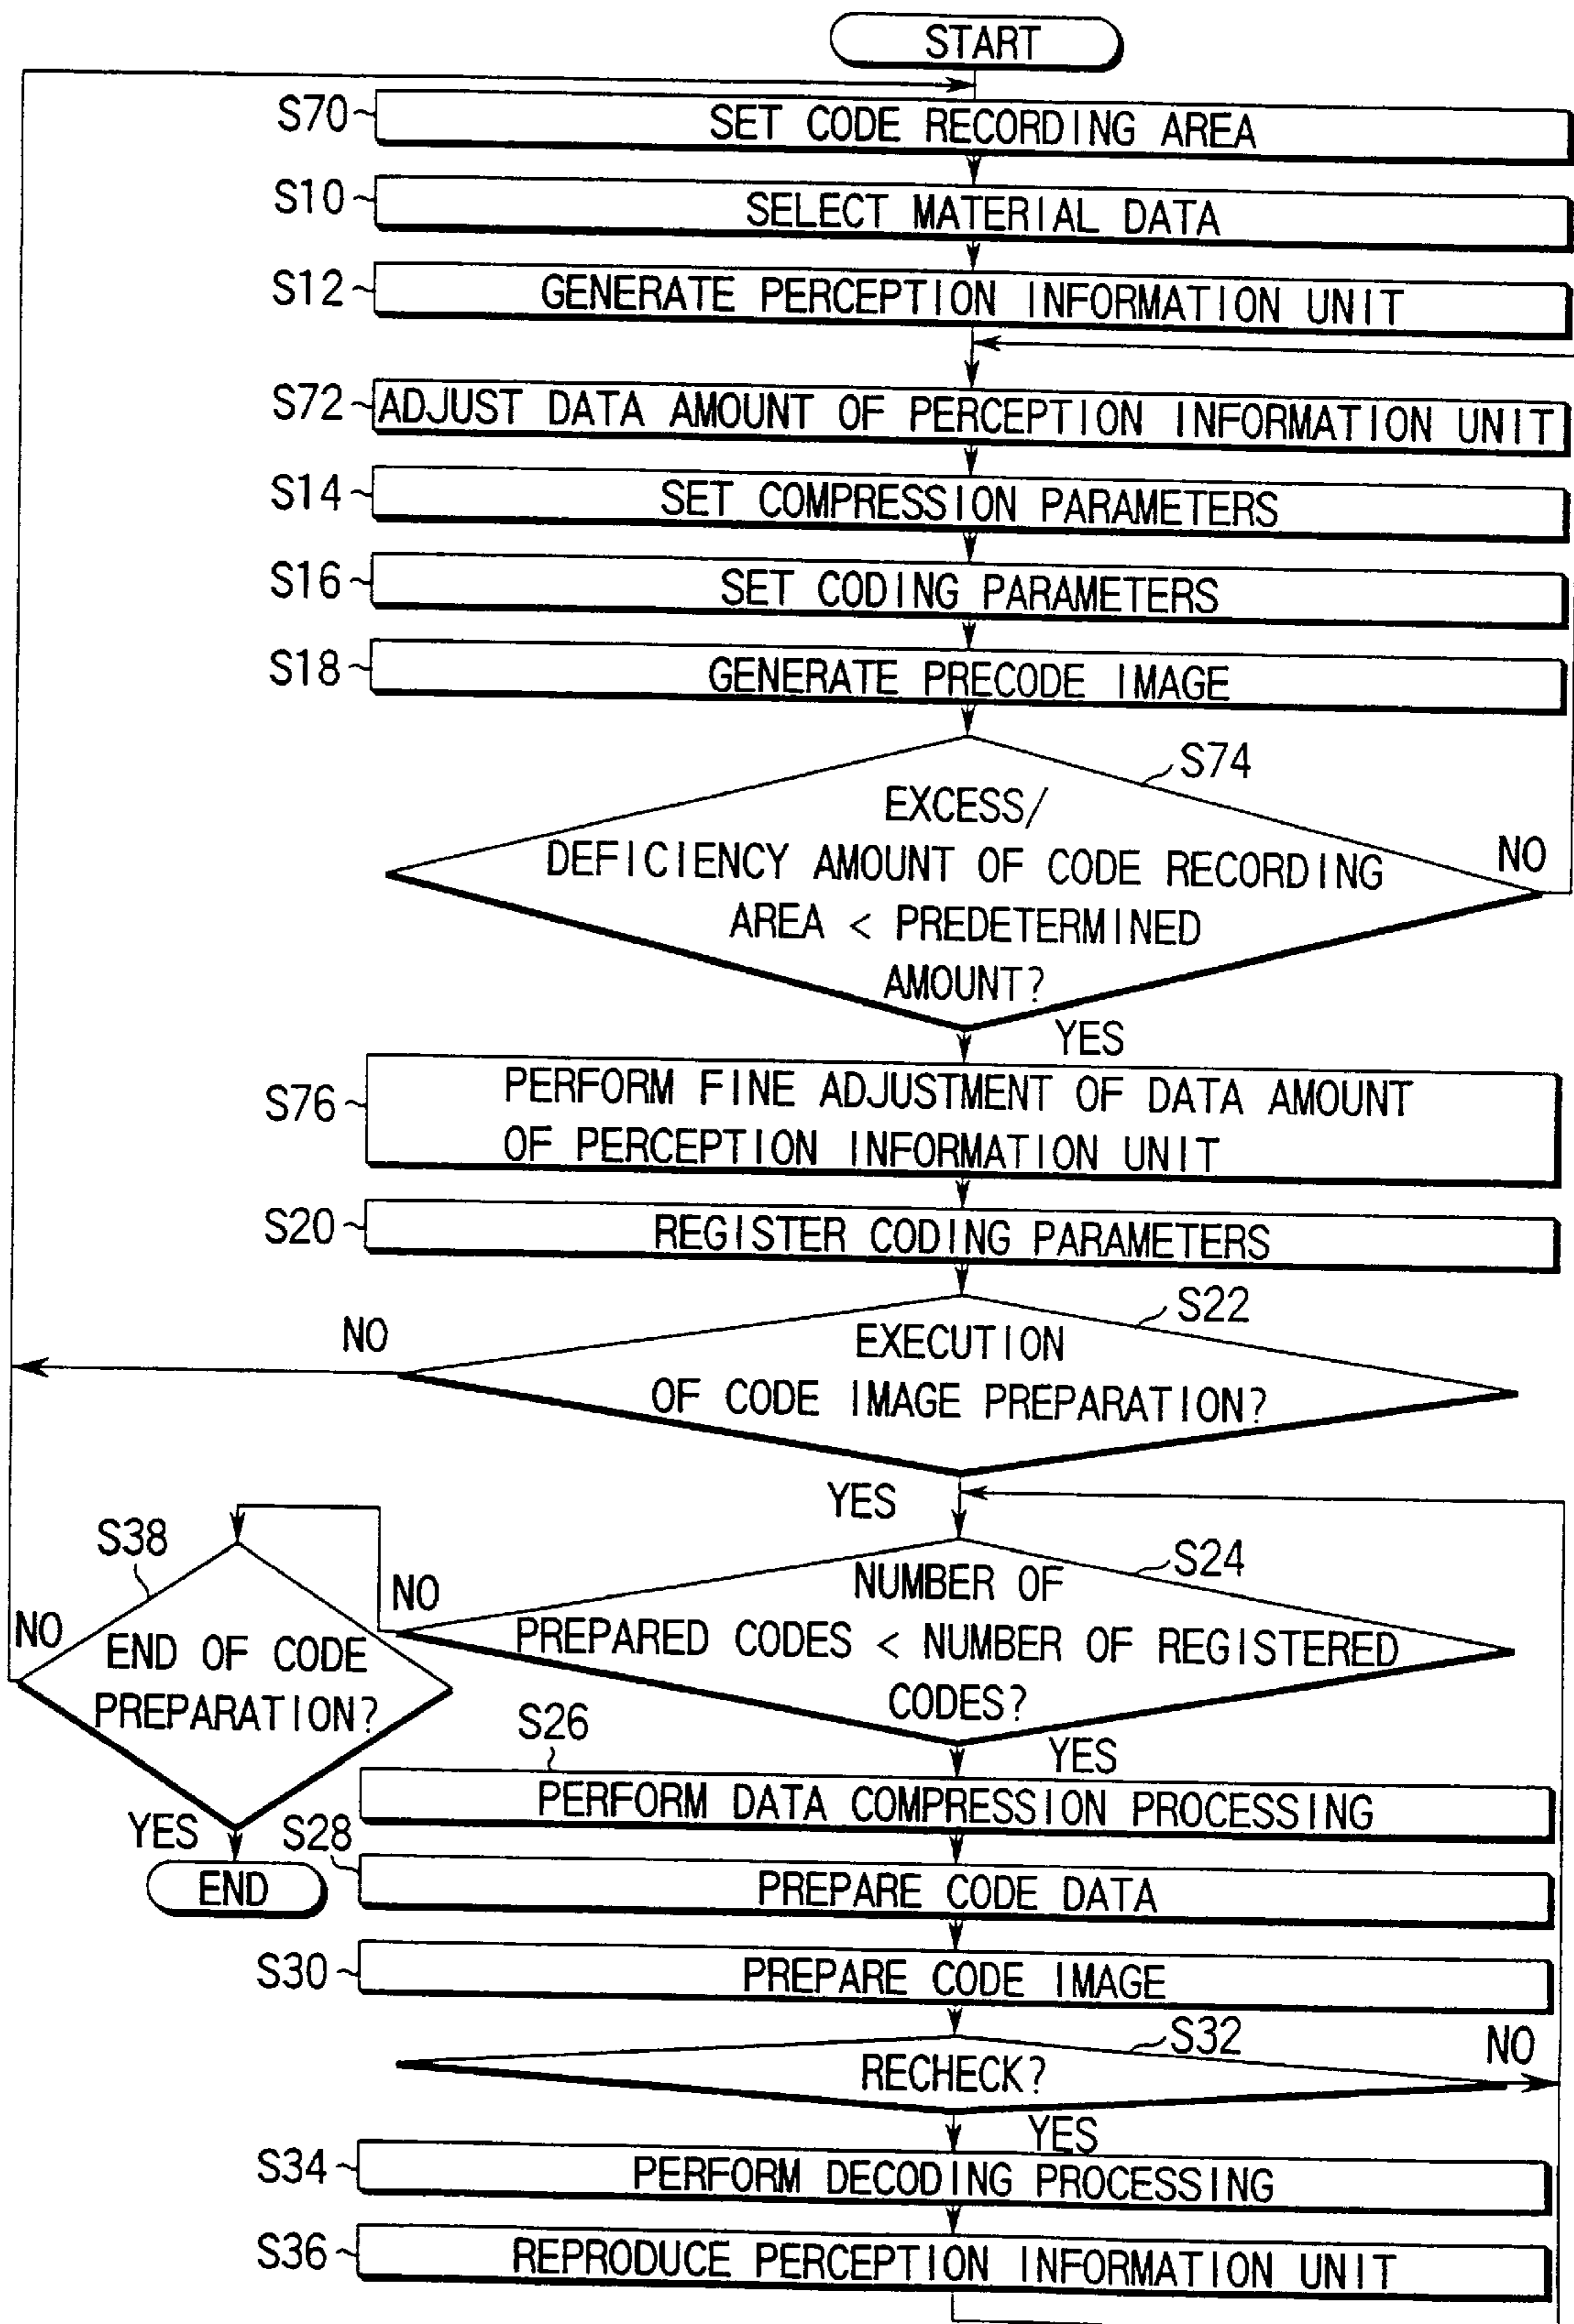 START
S70
SET CODE RECORDING AREA
S10
SELECT MATERIAL DATA
S12
GENERATE PERCEPTION INFORMATION UNIT
S72
ADJUST DATA AMOUNT OF PERCEPTION INFORMATION UNIT
S14
SET COMPRESSION PARAMETERS
S16
SET CODING PARAMETERS
S18
GENERATE PRECODE IMAGE
S74
EXCESS/
DEFICIENCY AMOUNT OF CODE RECORDING
AREA < PREDETERMINED
AMOUNT?
NO
YES
S76
PERFORM FINE ADJUSTMENT OF DATA AMOUNT
OF PERCEPTION INFORMATION UNIT
S20
REGISTER CODING PARAMETERS
S22
EXECUTION
OF CODE IMAGE PREPARATION?
NO
YES
S24
NUMBER OF
PREPARED CODES < NUMBER OF REGISTERED
CODES?
NO
YES
S38
END OF CODE
PREPARATION?
NO
YES
END
S26
PERFORM DATA COMPRESSION PROCESSING
S28
PREPARE CODE DATA
S30
PREPARE CODE IMAGE
S32
RECHECK?
NO
YES
S34
PERFORM DECODING PROCESSING
S36
REPRODUCE PERCEPTION INFORMATION UNIT